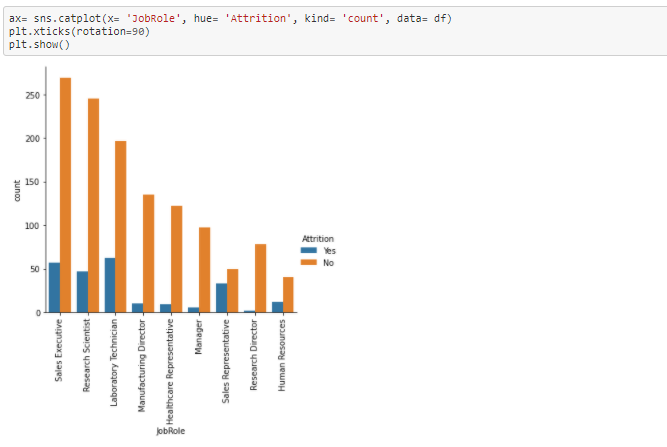 ax= sns.catplot(x= 'JobRole', hue= 'Attrition', kind= 'count', data= df)
plt.xticks(rotation=90)
plt.show()
250
200
150
100
50
0
count
Attrition
Yes
No
Sales Executive
Research Scientist
Laboratory Technician
Manufacturing Director
Healthcare Representative
Manager
Sales Representative
Research Director
Human Resources
JobRole